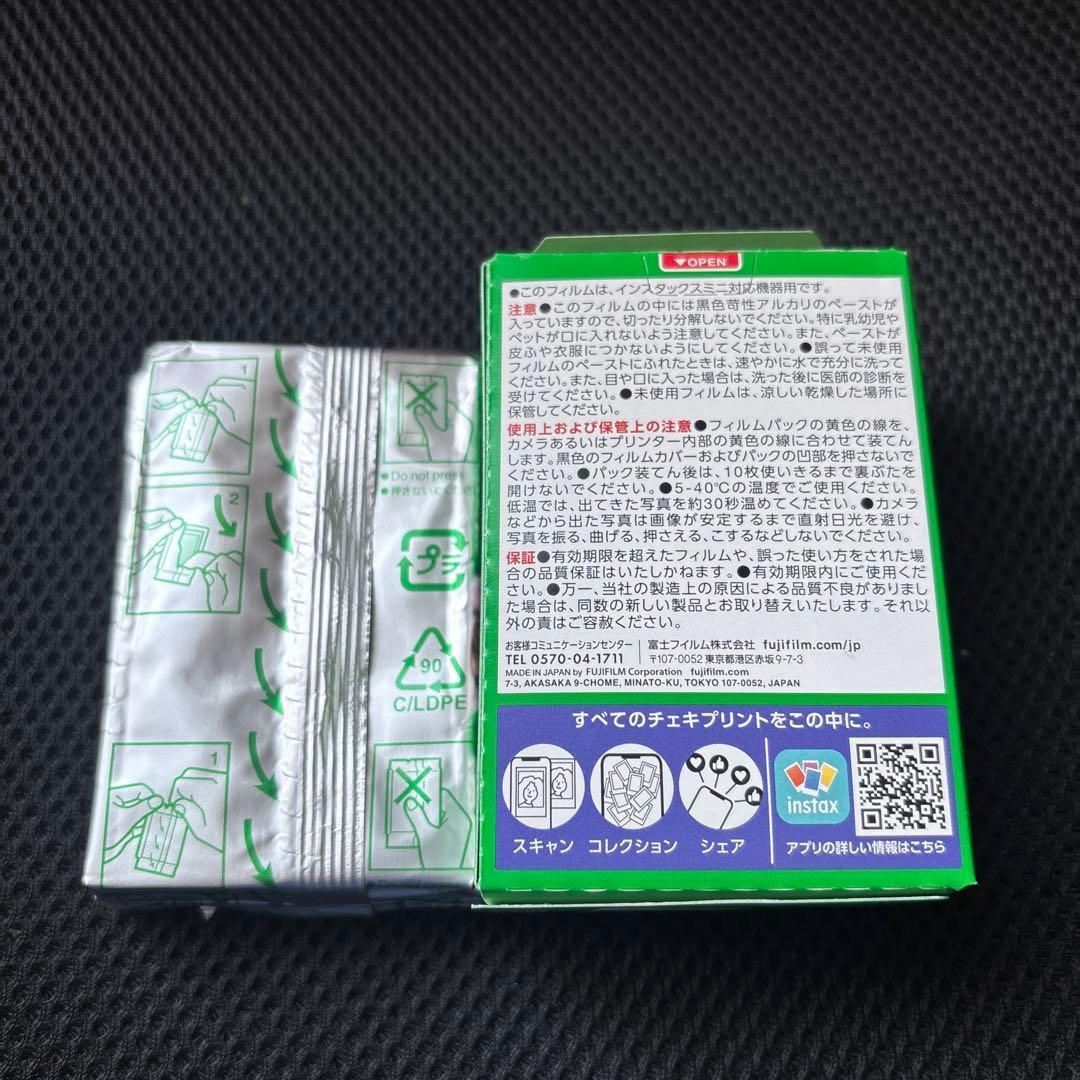 1
●Do not press
●押さないでください
2
プラ
90
C/LDPE
1
▼OPEN
●このフィルムは、インスタックスミニ対応機器用です。
注意●このフィルムの中には黒色苛性アルカリのペーストが
入っていますので、切ったり分解しないでください。特に乳幼児や
ペットが口に入れないよう注意してください。また、ペーストが
皮ふや衣服につかないようにしてください。●誤って未使用
フィルムのペーストにふれたときは、速やかに水で充分に洗って
ください。また、目や口に入った場合は、洗った後に医師の診断を
受けてください。●未使用フィルムは、涼しい乾燥した場所に
保管してください。
使用上および保管上の注意●フィルムパックの黄色の線を、
カメラあるいはプリンター内部の黄色の線に合わせて装てん
します。黒色のフィルムカバーおよびパックの凹部を押さないで
ください。●パック装てん後は、10枚使いきるまで裏ぶたを
開けないでください。●5-40℃の温度でご使用ください。
低温では、出てきた写真を約30秒温めてください。●カメラ
などから出た写真は画像が安定するまで直射日光を避け、
写真を振る、曲げる、押さえる、こするなどしないでください。
保証●有効期限を超えたフィルムや、誤った使い方をされた場
合の品質保証はいたしかねます。●有効期限内にご使用くだ
さい。●万一、当社の製造上の原因による品質不良がありまし
た場合は、同数の新しい製品とお取り替えいたします。それ以
外の責はご容赦ください。
お客様コミュニケーションセンター
TEL 0570-04-1711
富士フイルム株式会社 fujifilm.com/jp
〒107-0052 東京都港区赤坂9-7-3
MADE IN JAPAN by FUJIFILM Corporation fujifilm.com
7-3, AKASAKA 9-CHOME, MINATO-KU, TOKYO 107-0052, JAPAN
すべてのチェキプリントをこの中に。
スキャン コレクション シェア
instax
アプリの詳しい情報はこちら